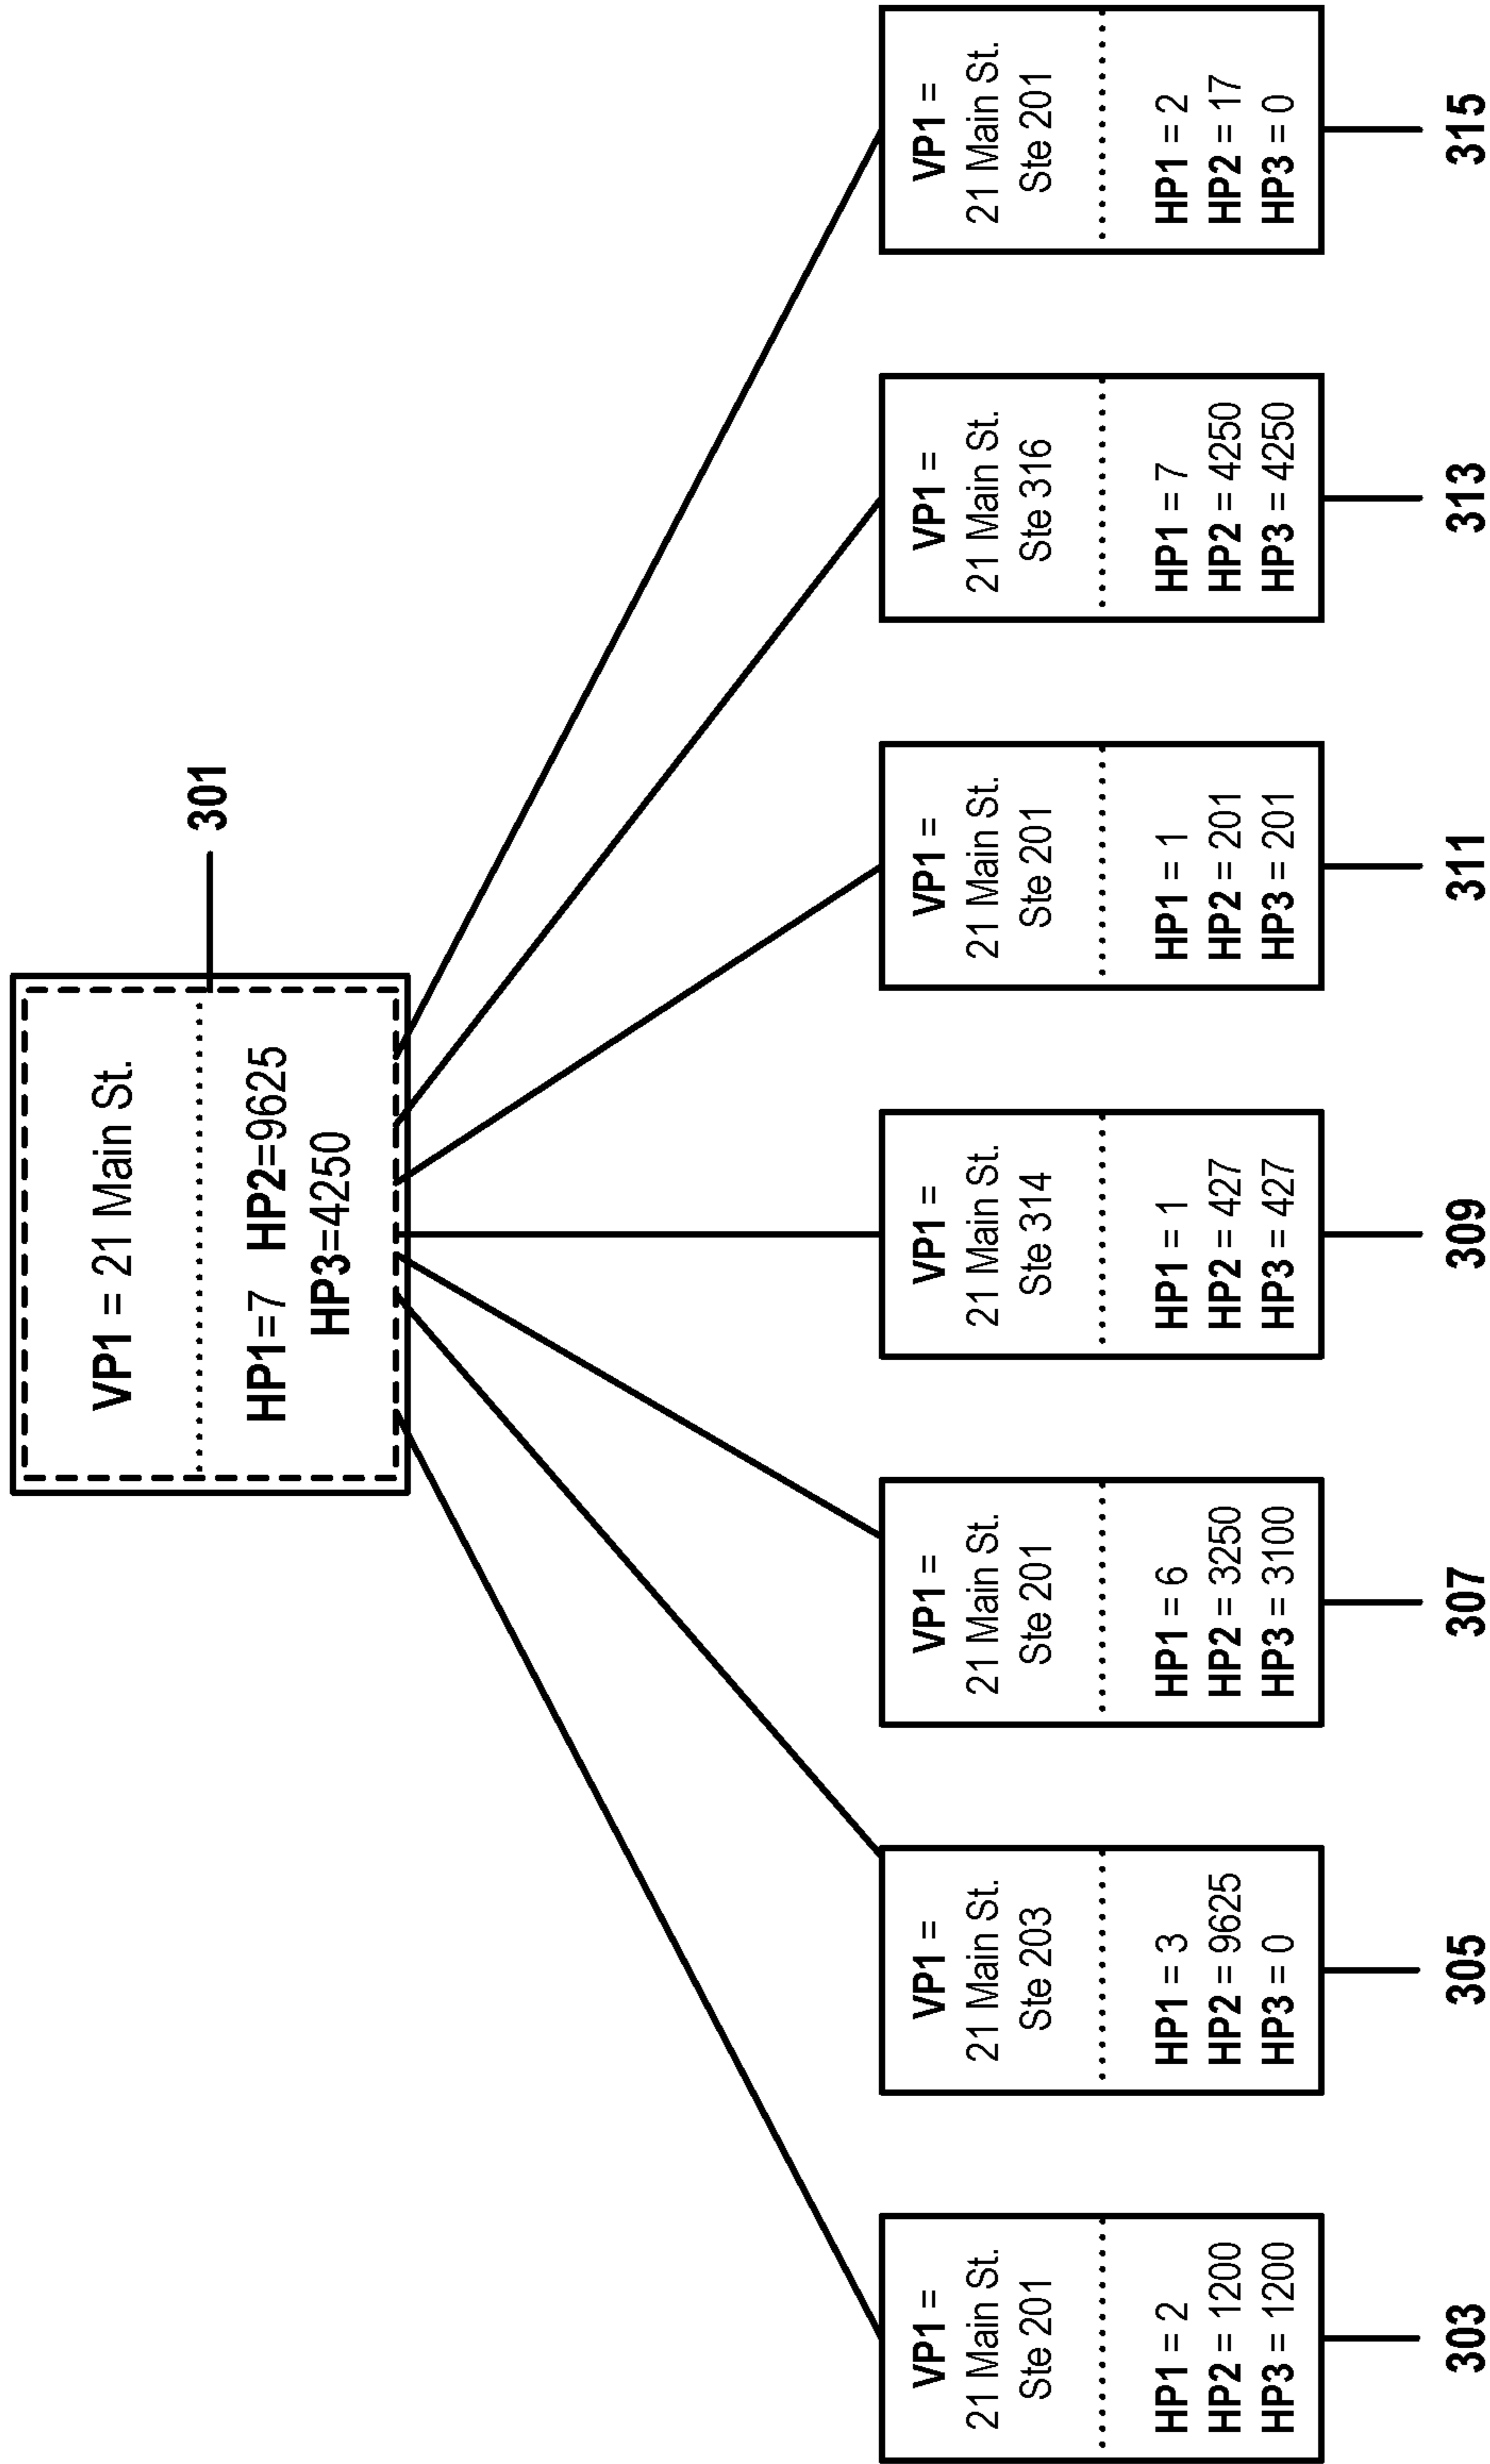 301
VP1 = 21 Main St.
HP1=7 HP2=9625
HP3=4250
VP1 =
21 Main St.
Ste 201
HP1 = 2
HP2 = 1200
HP3 = 1200
303
VP1 =
21 Main St.
Ste 203
HP1 = 3
HP2 = 9625
HP3 = 0
305
VP1 =
21 Main St.
Ste 201
HP1 = 6
HP2 = 3250
HP3 = 3100
307
VP1 =
21 Main St.
Ste 314
HP1 = 1
HP2 = 427
HP3 = 427
309
VP1 =
21 Main St.
Ste 201
HP1 = 1
HP2 = 201
HP3 = 201
311
VP1 =
21 Main St.
Ste 316
HP1 = 7
HP2 = 4250
HP3 = 4250
313
VP1 =
21 Main St.
Ste 201
HP1 = 2
HP2 = 17
HP3 = 0
315